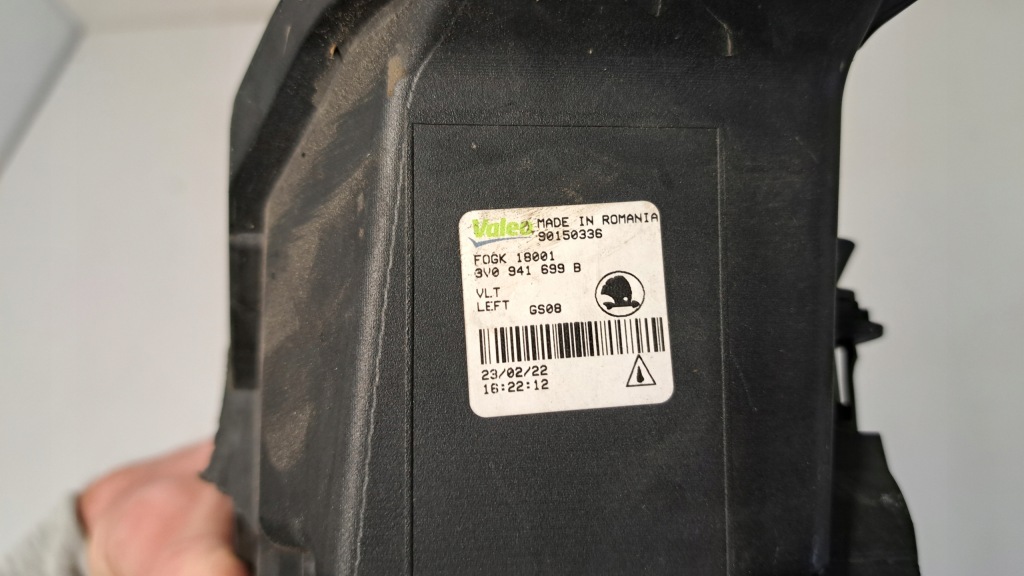 Valeo MADE IN ROMANIA
90150336
FOGK 18001
3V0 941 699 B
VLT
LEFT GS08
23/02/22
16:22:12